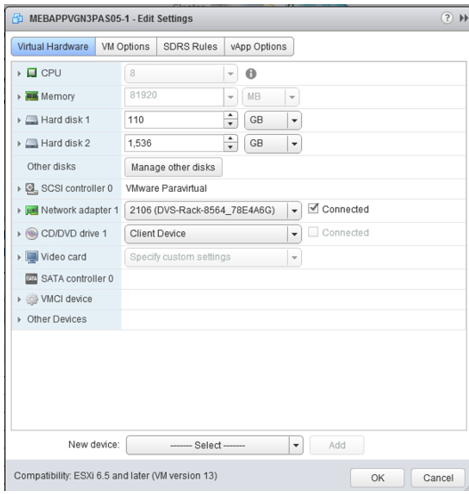 MEBAPPVGN3PAS05-1 - Edit Settings
Virtual Hardware VM Options SDRS Rules vApp Options
CPU 8
Memory 81920 MB
Hard disk 1 110 GB
Hard disk 2 1,536 GB
Other disks Manage other disks
SCSI controller 0 VMware Paravirtual
Network adapter 1 2106 (DVS-Rack-8564_78E4A6G) Connected
CD/DVD drive 1 Client Device Connected
Video card Specify custom settings
SATA controller 0
VMCI device
Other Devices
New device: ------- Select ------- Add
Compatibility: ESXi 6.5 and later (VM version 13) OK Cancel